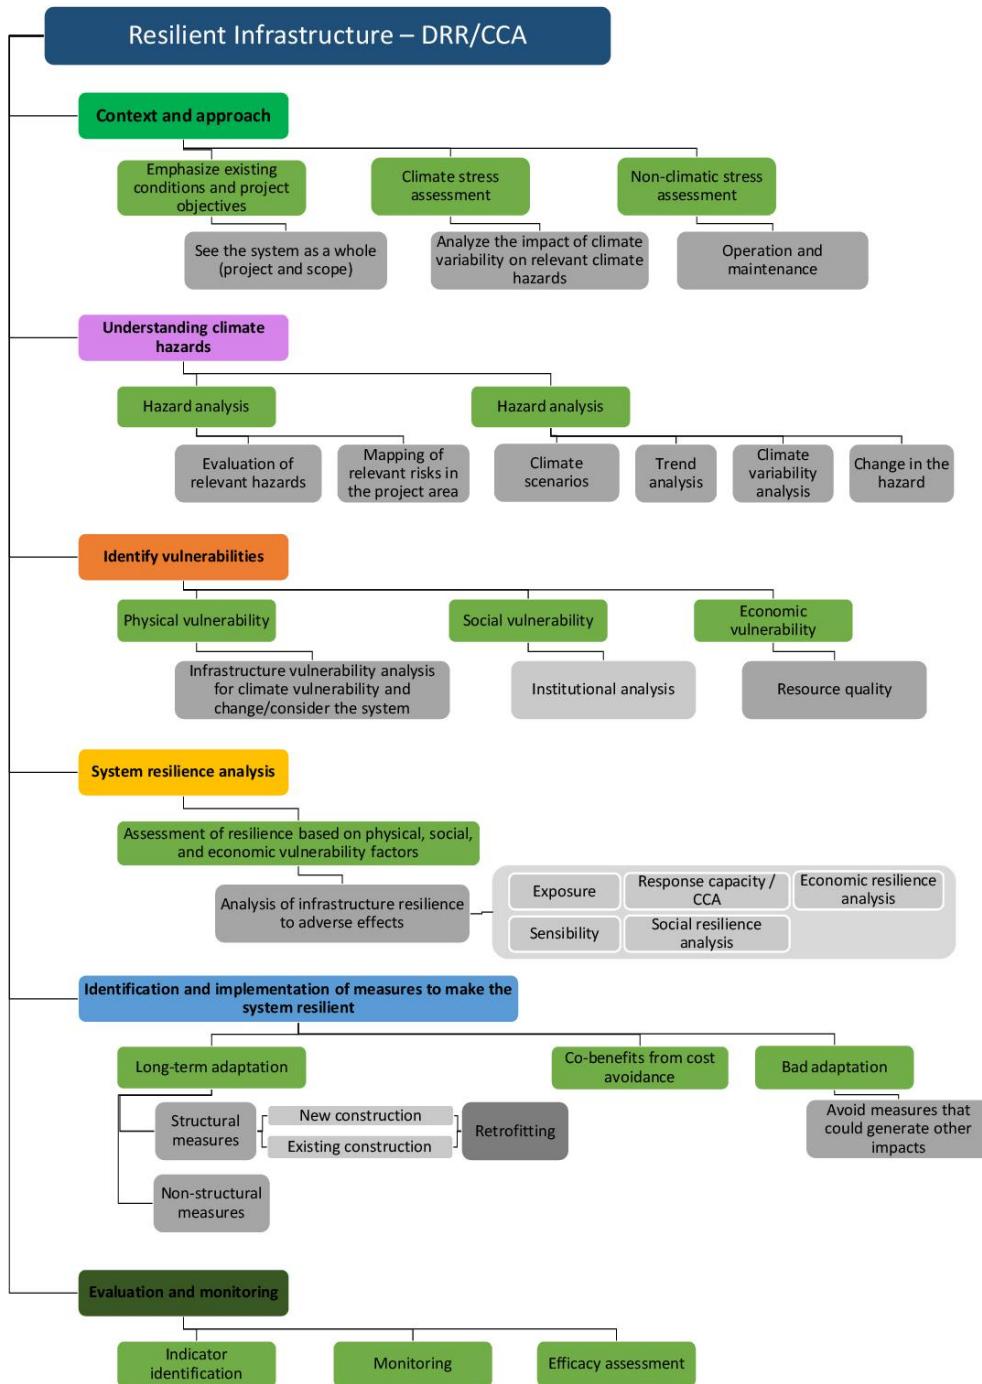 Resilient Infrastructure – DRR/CCA
Context and approach
Emphasize existing
conditions and project
objectives
Climate stress
assessment
Non-climatic stress
assessment
See the system as a whole
(project and scope)
Analyze the impact of climate
variability on relevant climate
hazards
Operation and
maintenance
Understanding climate
hazards
Hazard analysis
Hazard analysis
Evaluation of
relevant hazards
Mapping of
relevant risks in
the project area
Climate
scenarios
Trend
analysis
Climate
variability
analysis
Change in the
hazard
Identify vulnerabilities
Physical vulnerability
Social vulnerability
Economic
vulnerability
Infrastructure vulnerability analysis
for climate vulnerability and
change/consider the system
Institutional analysis
Resource quality
System resilience analysis
Assessment of resilience based on physical, social,
and economic vulnerability factors
Analysis of infrastructure resilience
to adverse effects
Exposure
Response capacity /
CCA
Economic resilience
analysis
Sensibility
Social resilience
analysis
Identification and implementation of measures to make the
system resilient
Long-term adaptation
Co-benefits from cost
avoidance
Bad adaptation
Structural
measures
New construction
Existing construction
Retrofitting
Avoid measures that
could generate other
impacts
Non-structural
measures
Evaluation and monitoring
Indicator
identification
Monitoring
Efficacy assessment